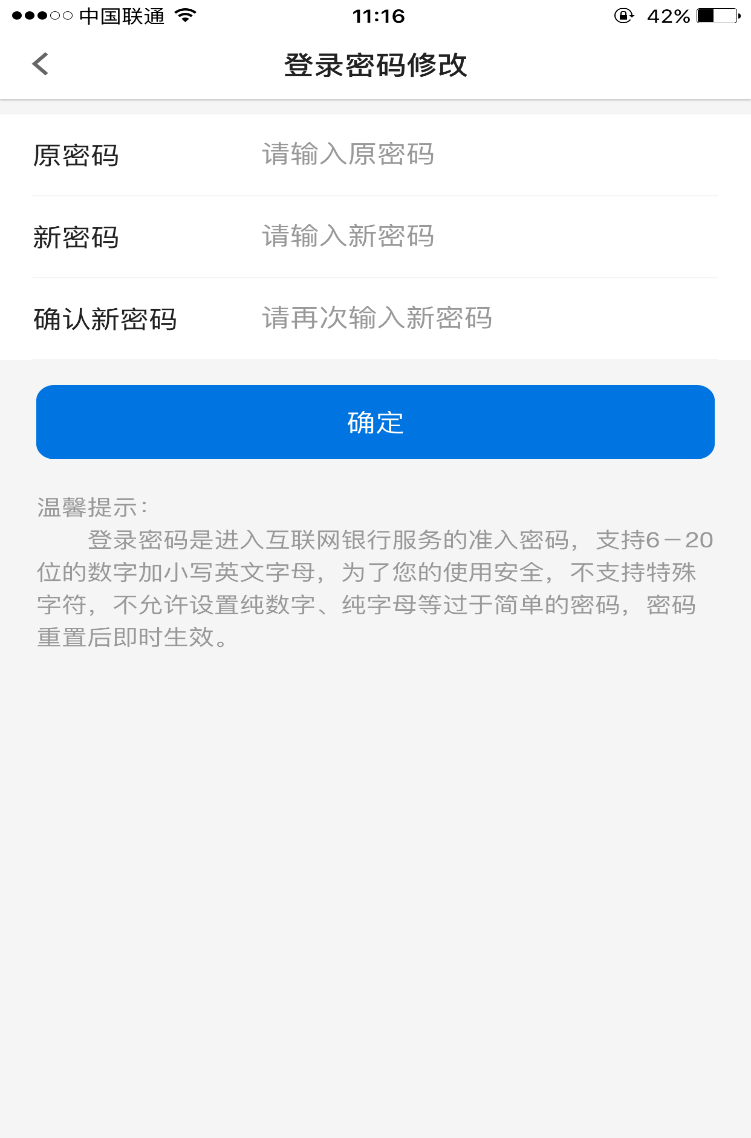 中国联通 11:16 42%
登录密码修改
原密码 请输入原密码
新密码 请输入新密码
确认新密码 请再次输入新密码
确定
温馨提示：
登录密码是进入互联网银行服务的准入密码，支持6－20
位的数字加小写英文字母，为了您的使用安全，不支持特殊
字符，不允许设置纯数字、纯字母等过于简单的密码，密码
重置后即时生效。